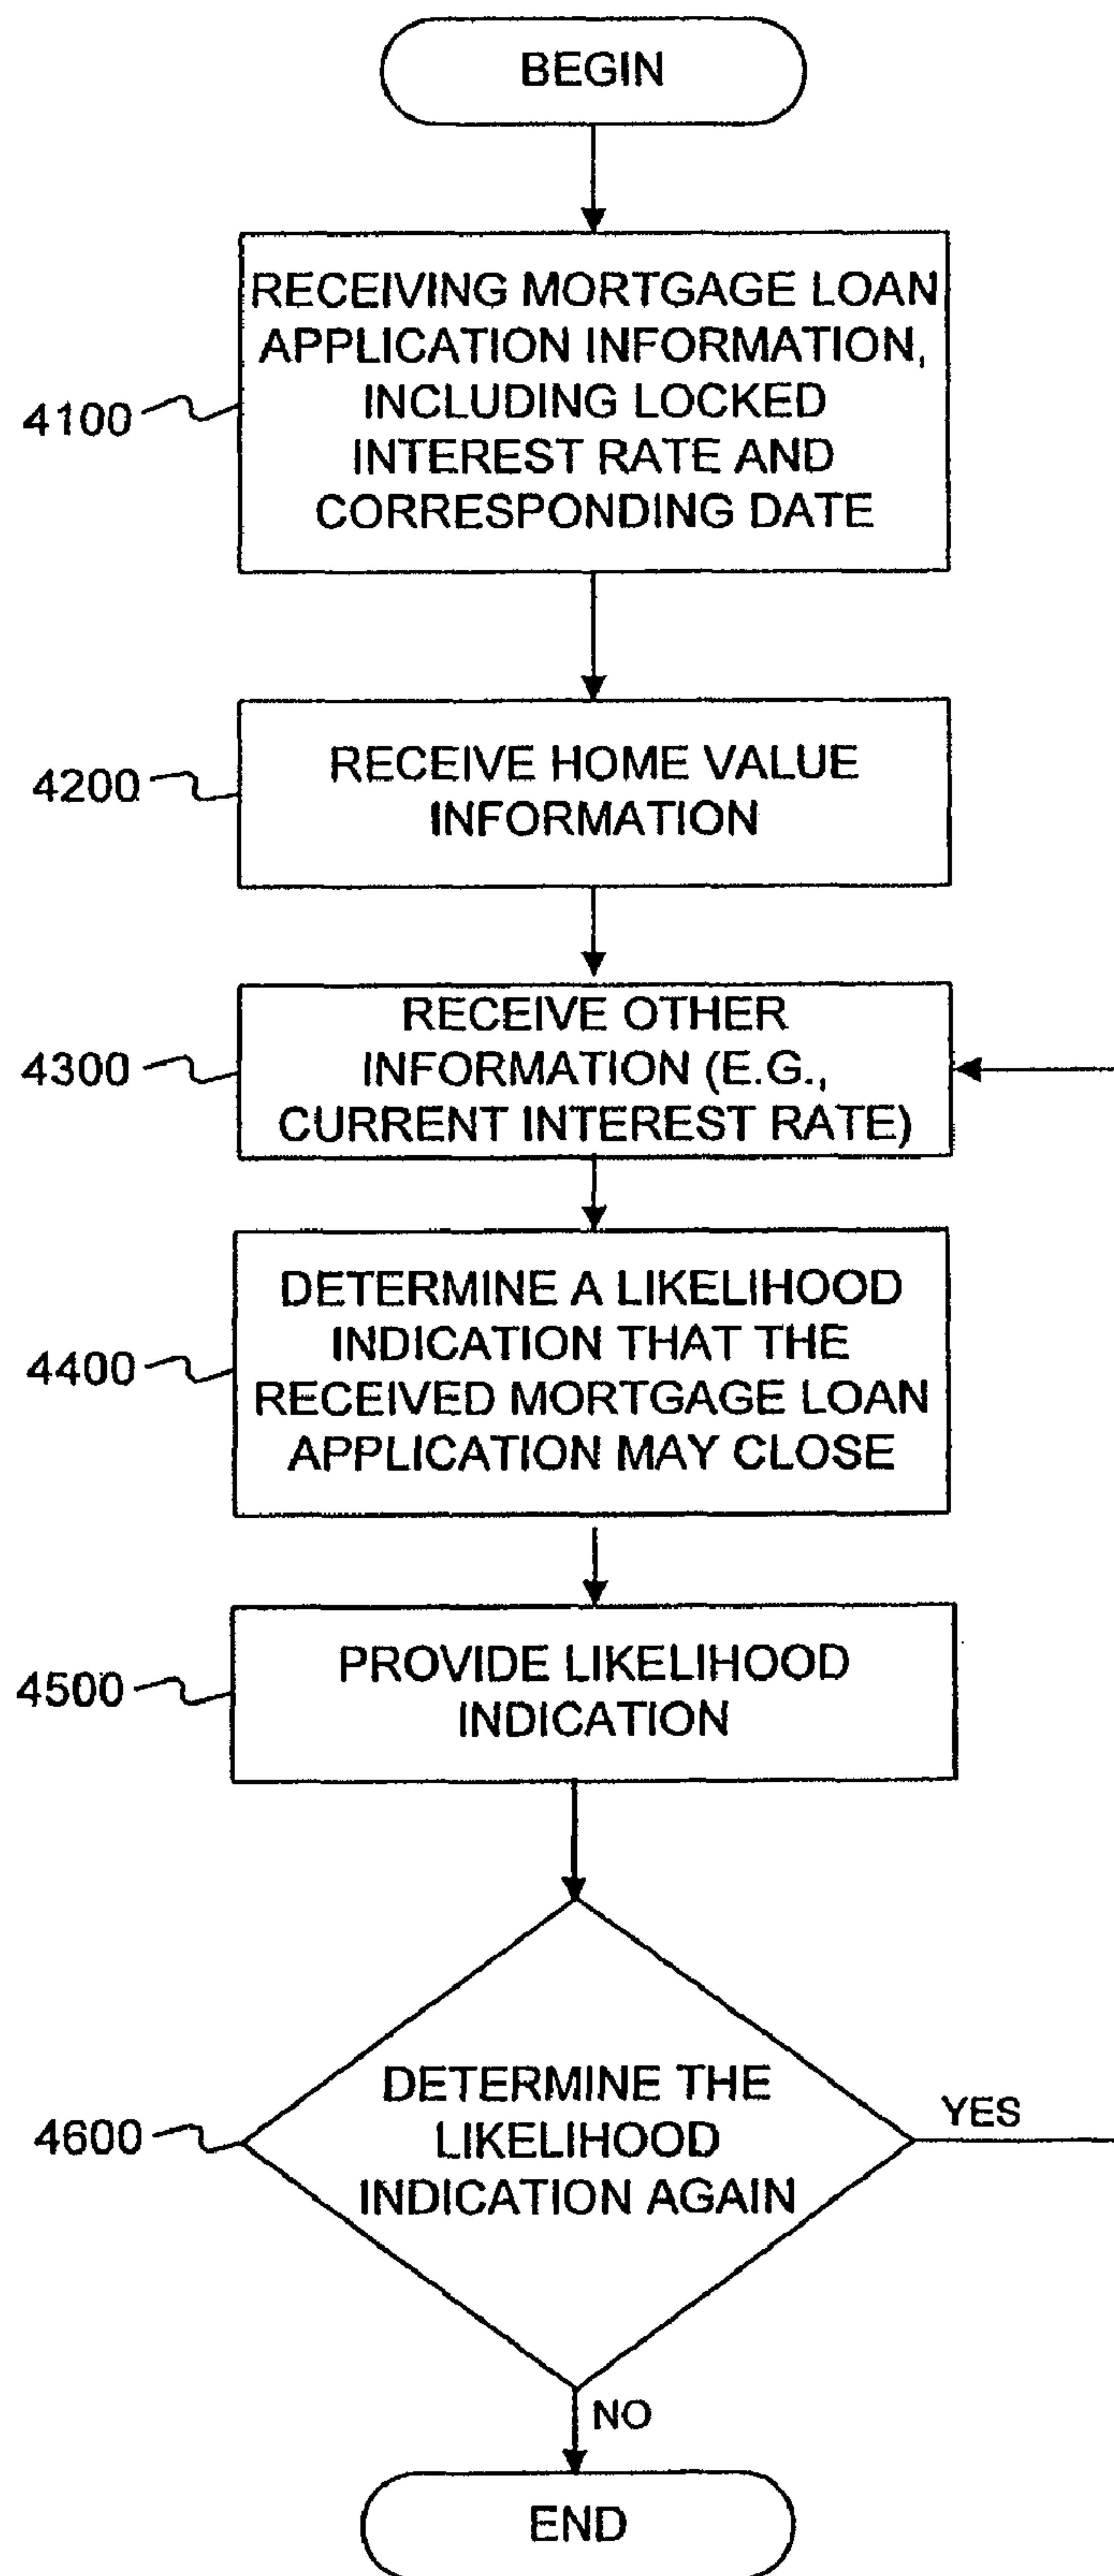 BEGIN
4100
RECEIVING MORTGAGE LOAN
APPLICATION INFORMATION,
INCLUDING LOCKED
INTEREST RATE AND
CORRESPONDING DATE
4200
RECEIVE HOME VALUE
INFORMATION
4300
RECEIVE OTHER
INFORMATION (E.G.,
CURRENT INTEREST RATE)
4400
DETERMINE A LIKELIHOOD
INDICATION THAT THE
RECEIVED MORTGAGE LOAN
APPLICATION MAY CLOSE
4500
PROVIDE LIKELIHOOD
INDICATION
4600
DETERMINE THE
LIKELIHOOD
INDICATION AGAIN
YES
NO
END